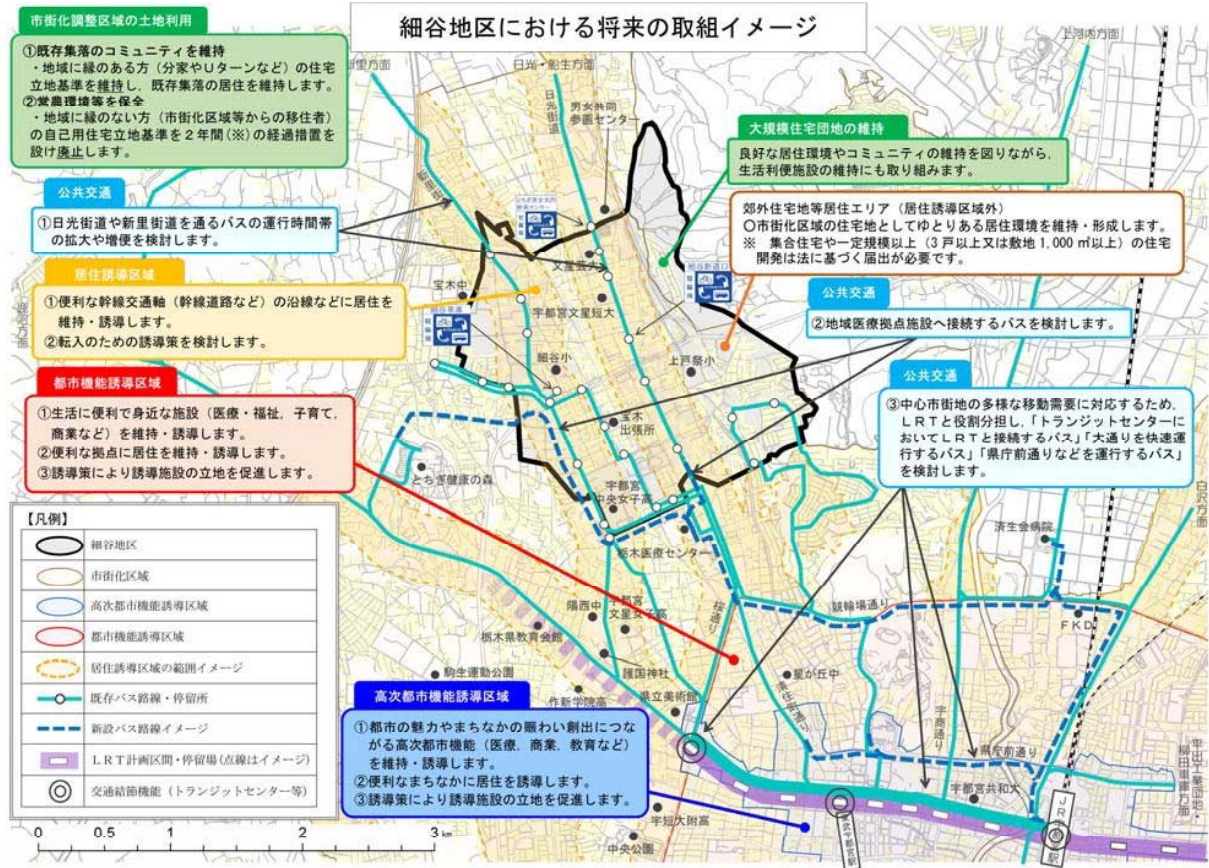 細谷地区における将来の取組イメージ
市街化調整区域の土地利用
①既存集落のコミュニティを維持
・地域に縁のある方（分家やUターンなど）の住宅
立地基準を維持し，既存集落の居住を維持します。
②営農環境等を保全
・地域に縁のない方（市街化区域等からの移住者）
の自己用住宅立地基準を２年間(※)の経過措置を
設け廃止します。
新里方面
日光・船生方面
上河内方面
日光街道
男女共同
参画センター
大規模住宅団地の維持
良好な居住環境やコミュニティの維持を図りながら，
生活利便施設の維持にも取り組みます。
公共交通
①日光街道や新里街道を通るバスの運行時間帯
の拡大や増便を検討します。
郊外住宅地等居住エリア（居住誘導区域外）
〇市街化区域の住宅地としてゆとりある居住環境を維持・形成します。
※　集合住宅や一定規模以上（3戸以上又は敷地1,000㎡以上）の住宅
開発は法に基づく届出が必要です。
居住誘導区域
①便利な幹線交通軸（幹線道路など）の沿線などに居住を
維持・誘導します。
②転入のための誘導策を検討します。
文星芸大
宝木中
宇都宮文星短大
細谷車庫
駐輪場
細谷小
上戸祭小
宝木
出張所
公共交通
②地域医療拠点施設へ接続するバスを検討します。
都市機能誘導区域
①生活に便利で身近な施設（医療・福祉，子育て，
商業など）を維持・誘導します。
②便利な拠点に居住を維持・誘導します。
③誘導策により誘導施設の立地を促進します。
公共交通
③中心市街地の多様な移動需要に対応するため，
ＬＲＴと役割分担し，「トランジットセンターに
おいてＬＲＴと接続するバス」「大通りを快速運
行するバス」「県庁前通りなどを運行するバス」
を検討します。
とちぎ健康の森
宇都宮
中央女子高
栃木医療センター
済生会病院
白沢方面
【凡例】
細谷地区
市街化区域
高次都市機能誘導区域
都市機能誘導区域
居住誘導区域の範囲イメージ
既存バス路線・停留所
新設バス路線イメージ
ＬＲＴ計画区間・停留場(点線はイメージ)
交通結節機能（トランジットセンター等）
陽西中
宇都宮
文星女子高
桜通り
競輪場通り
FKD
栃木県教育会館
護国神社
駒生運動公園
作新学院高
県立美術館
星が丘中
宇商通り
県庁前通り
宇都宮共和大
平出工業団地・
柳田車庫方面
高次都市機能誘導区域
①都市の魅力やまちなかの賑わい創出につな
がる高次都市機能（医療，商業，教育など）
を維持・誘導します。
②便利なまちなかに居住を誘導します。
③誘導策により誘導施設の立地を促進します。
宇短大附高
中央公園
東武宇都宮駅
0 0.5 1 2 3 km